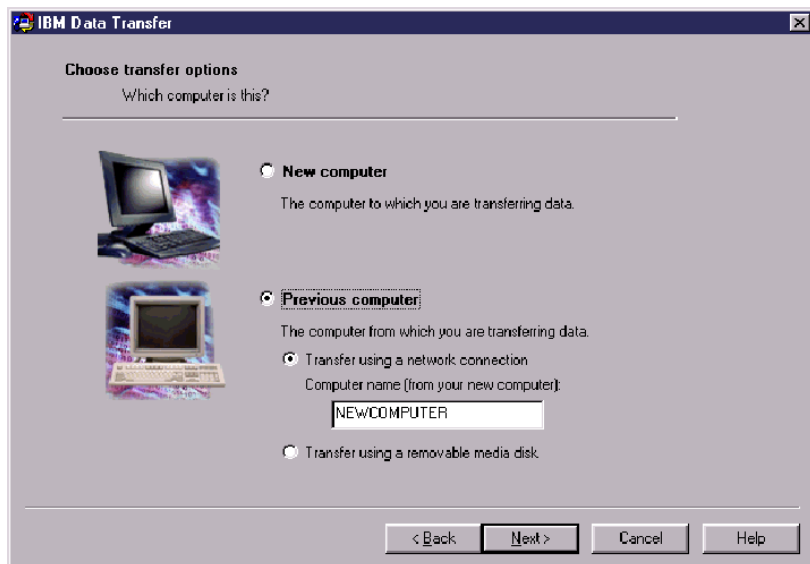 IBM Data Transfer
Choose transfer options
Which computer is this?
New computer
The computer to which you are transferring data.
Previous computer
The computer from which you are transferring data.
Transfer using a network connection
Computer name (from your new computer):
NEWCOMPUTER
Transfer using a removable media disk
< Back Next > Cancel Help